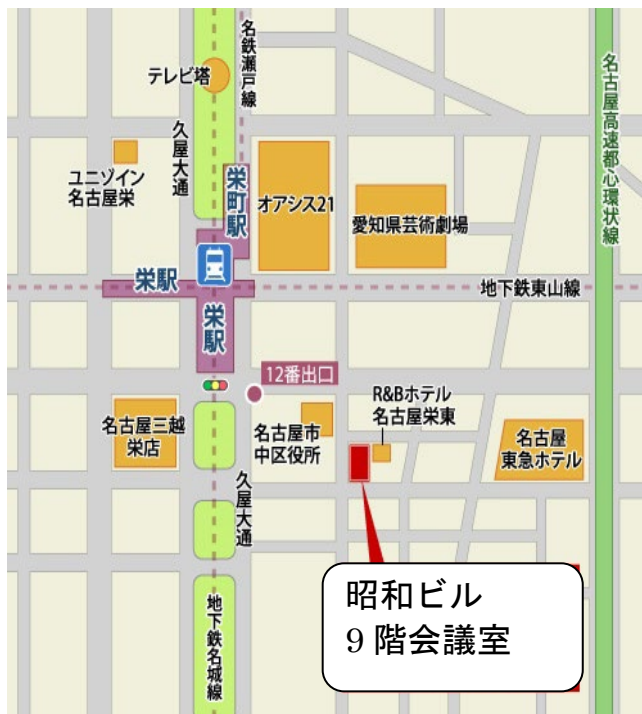 名鉄瀬戸線
テレビ塔
久屋大通
ユニゾイン
名古屋栄
栄町駅
オアシス21
愛知県芸術劇場
名古屋高速都心環状線
栄駅
地下鉄東山線
栄駅
12番出口
R&Bホテル
名古屋栄東
名古屋三越
栄店
名古屋市
中区役所
名古屋
東急ホテル
久屋大通
地下鉄名城線
昭和ビル
9階会議室